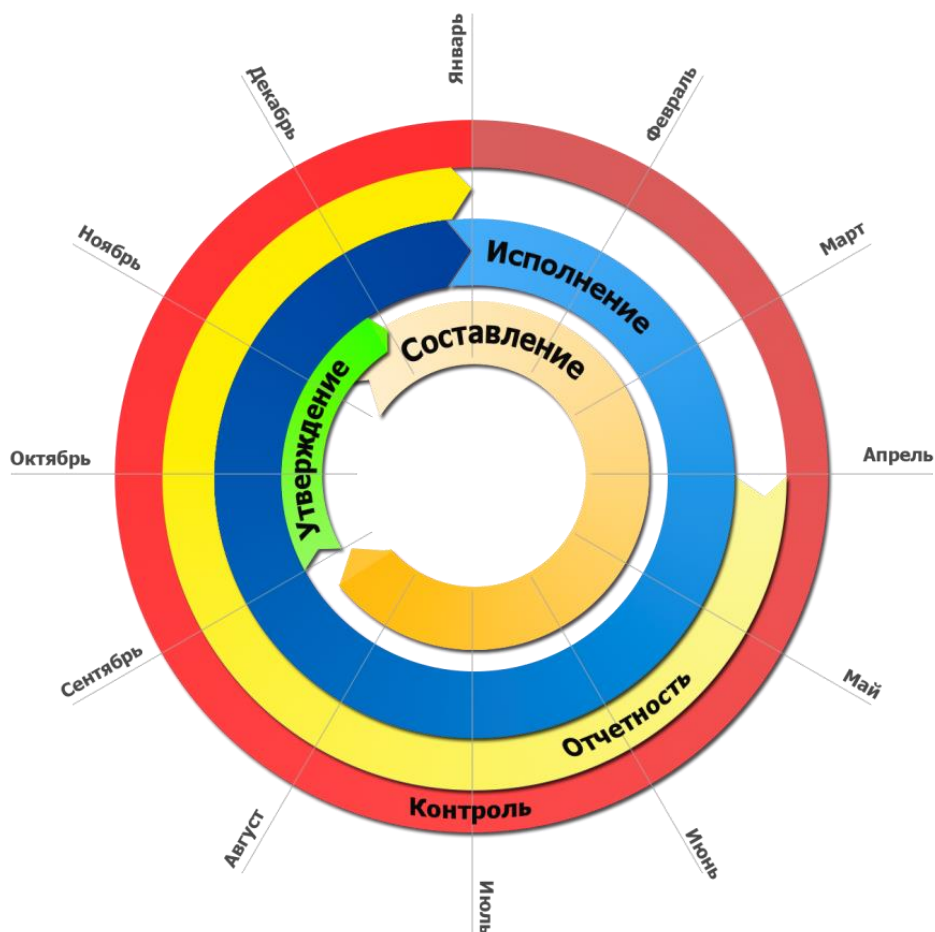 Январь
Февраль
Март
Апрель
Май
Июнь
Июль
Август
Сентябрь
Октябрь
Ноябрь
Декабрь
Исполнение
Составление
Утверждение
Отчетность
Контроль